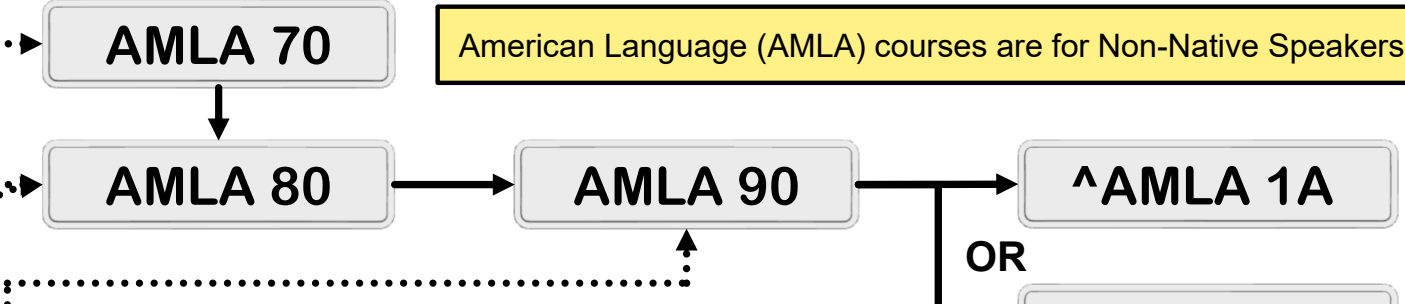 AMLA 70
American Language (AMLA) courses are for Non-Native Speakers
AMLA 80
AMLA 90
^AMLA 1A
OR